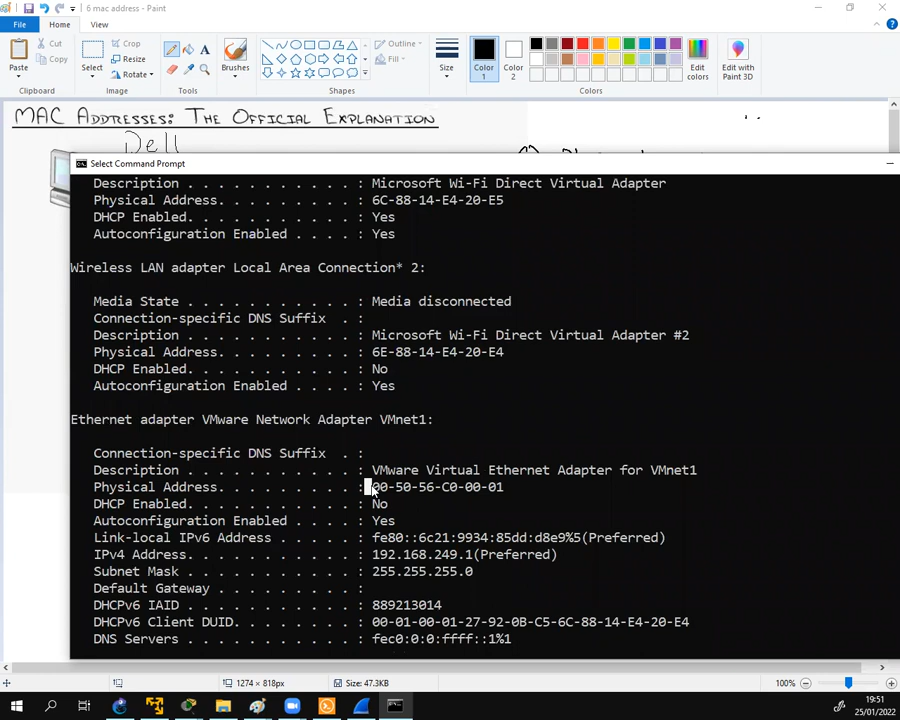 6 mac address - Paint
File Home View
Paste
Cut
Copy
Clipboard
Select
Crop
Resize
Rotate
Image
A
Tools
Brushes
Shapes
Outline
Fill
Size
Color 1
Color 2
Colors
Edit colors
Edit with Paint 3D
MAC Addresses: The Official Explanation
Dell
Select Command Prompt
Description . . . . . . . . . . . : Microsoft Wi-Fi Direct Virtual Adapter
Physical Address. . . . . . . . . : 6C-88-14-E4-20-E5
DHCP Enabled. . . . . . . . . . . : Yes
Autoconfiguration Enabled . . . . : Yes
Wireless LAN adapter Local Area Connection* 2:
Media State . . . . . . . . . . . : Media disconnected
Connection-specific DNS Suffix  . :
Description . . . . . . . . . . . : Microsoft Wi-Fi Direct Virtual Adapter #2
Physical Address. . . . . . . . . : 6E-88-14-E4-20-E4
DHCP Enabled. . . . . . . . . . . : No
Autoconfiguration Enabled . . . . : Yes
Ethernet adapter VMware Network Adapter VMnet1:
Connection-specific DNS Suffix  . :
Description . . . . . . . . . . . : VMware Virtual Ethernet Adapter for VMnet1
Physical Address. . . . . . . . . : 00-50-56-C0-00-01
DHCP Enabled. . . . . . . . . . . : No
Autoconfiguration Enabled . . . . : Yes
Link-local IPv6 Address . . . . . : fe80::6c21:9934:85dd:d8e9%5(Preferred)
IPv4 Address. . . . . . . . . . . : 192.168.249.1(Preferred)
Subnet Mask . . . . . . . . . . . : 255.255.255.0
Default Gateway . . . . . . . . . :
DHCPv6 IAID . . . . . . . . . . . : 889213014
DHCPv6 Client DUID. . . . . . . . : 00-01-00-01-27-92-0B-C5-6C-88-14-E4-20-E4
DNS Servers . . . . . . . . . . . : fec0:0:0:ffff::1%1
1274 × 818px
Size: 47.3KB
100%
19:51
25/01/2022